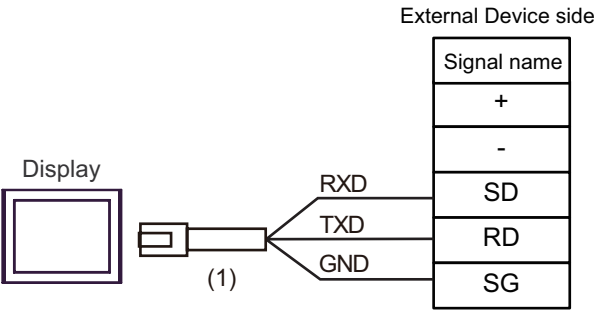 External Device side
Signal name
+
-
Display
RXD
SD
TXD
RD
GND
SG
(1)